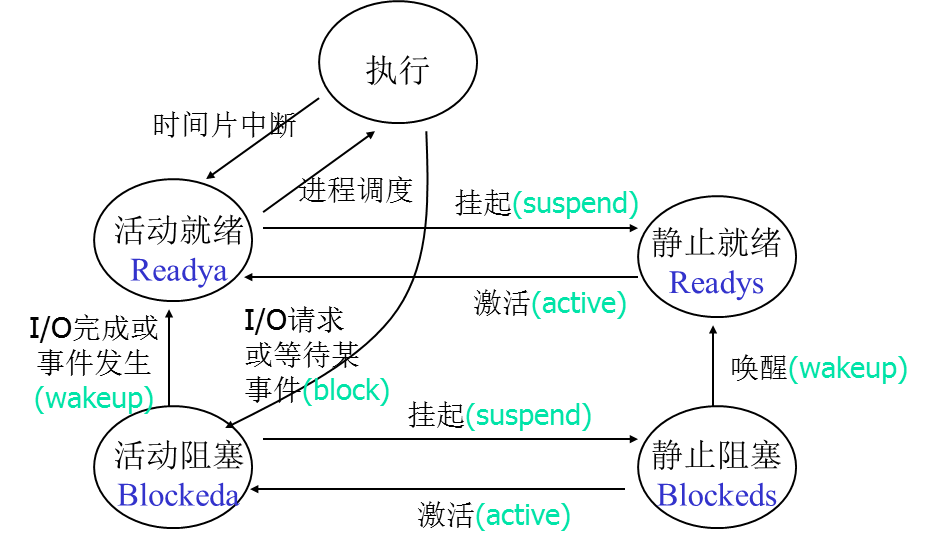 执行
时间片中断
进程调度
活动就绪
Readya
挂起(suspend)
静止就绪
Readys
激活(active)
I/O完成或
事件发生
(wakeup)
I/O请求
或等待某
事件(block)
唤醒(wakeup)
挂起(suspend)
活动阻塞
Blockeda
静止阻塞
Blockeds
激活(active)